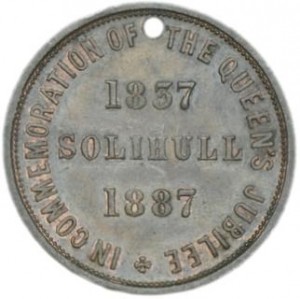 IN COMMEMORATION OF THE QUEEN'S JUBILEE
1837
SOLIHULL
1887